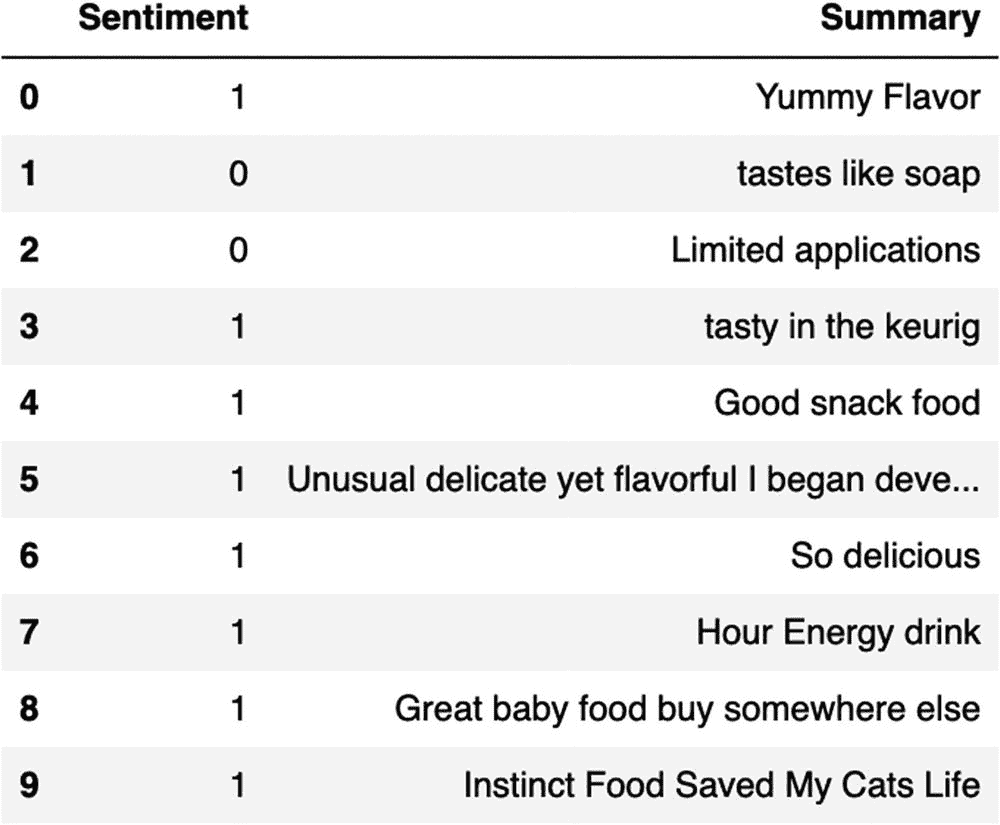 Sentiment Summary
0 1 Yummy Flavor
1 0 tastes like soap
2 0 Limited applications
3 1 tasty in the keurig
4 1 Good snack food
5 1 Unusual delicate yet flavorful I began deve...
6 1 So delicious
7 1 Hour Energy drink
8 1 Great baby food buy somewhere else
9 1 Instinct Food Saved My Cats Life